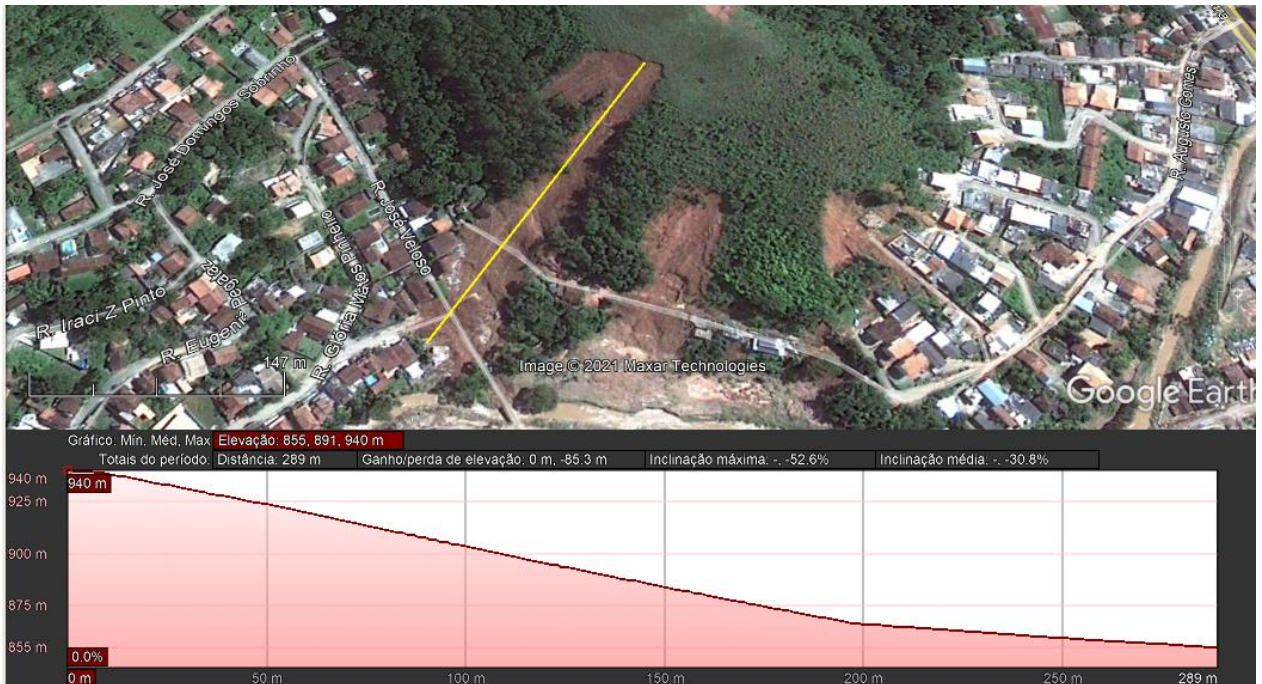 R. José Domingos Sobrinho
R. José Veloso
R. Augusto Gomes
R. Iraci Z Pinto
R. Eugeni
R. Glória Ma
os Pinheiro
147 m
Image © 2021 Maxar Technologies
Google Earth
Gráfico: Mín, Méd, Max Elevação: 855, 891, 940 m
Totais do período: Distância: 289 m Ganho/perda de elevação: 0 m, -85.3 m Inclinação máxima: -, -52.6% Inclinação média: -, -30.8%
940 m
940 m
925 m
900 m
875 m
855 m
0.0%
0 m 50 m 100 m 150 m 200 m 250 m 289 m